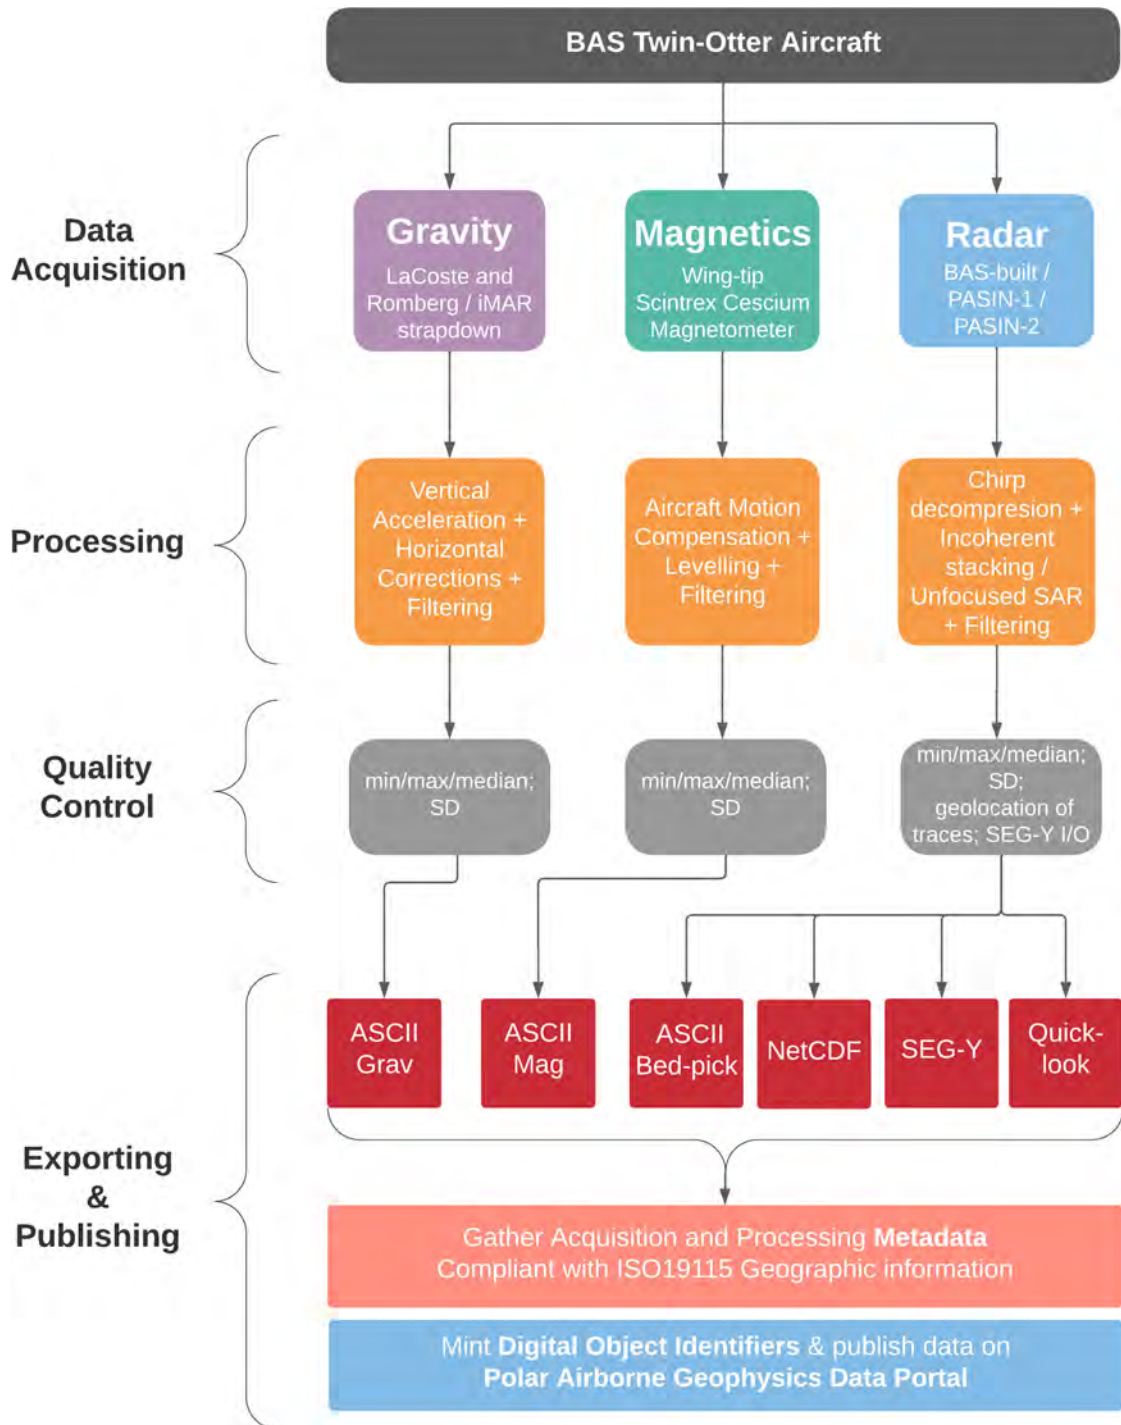 BAS Twin-Otter Aircraft
Data
Acquisition
Gravity
LaCoste and
Romberg / iMAR
strapdown
Magnetics
Wing-tip
Scintrex Cescium
Magnetometer
Radar
BAS-built /
PASIN-1 /
PASIN-2
Processing
Vertical
Acceleration +
Horizontal
Corrections +
Filtering
Aircraft Motion
Compensation +
Levelling +
Filtering
Chirp
decompresion +
Incoherent
stacking /
Unfocused SAR
+ Filtering
Quality
Control
min/max/median;
SD
min/max/median;
SD
min/max/median;
SD;
geolocation of
traces; SEG-Y I/O
Exporting
&
Publishing
ASCII
Grav
ASCII
Mag
ASCII
Bed-pick
NetCDF
SEG-Y
Quick-
look
Gather Acquisition and Processing Metadata
Compliant with ISO19115 Geographic information
Mint Digital Object Identifiers & publish data on
Polar Airborne Geophysics Data Portal